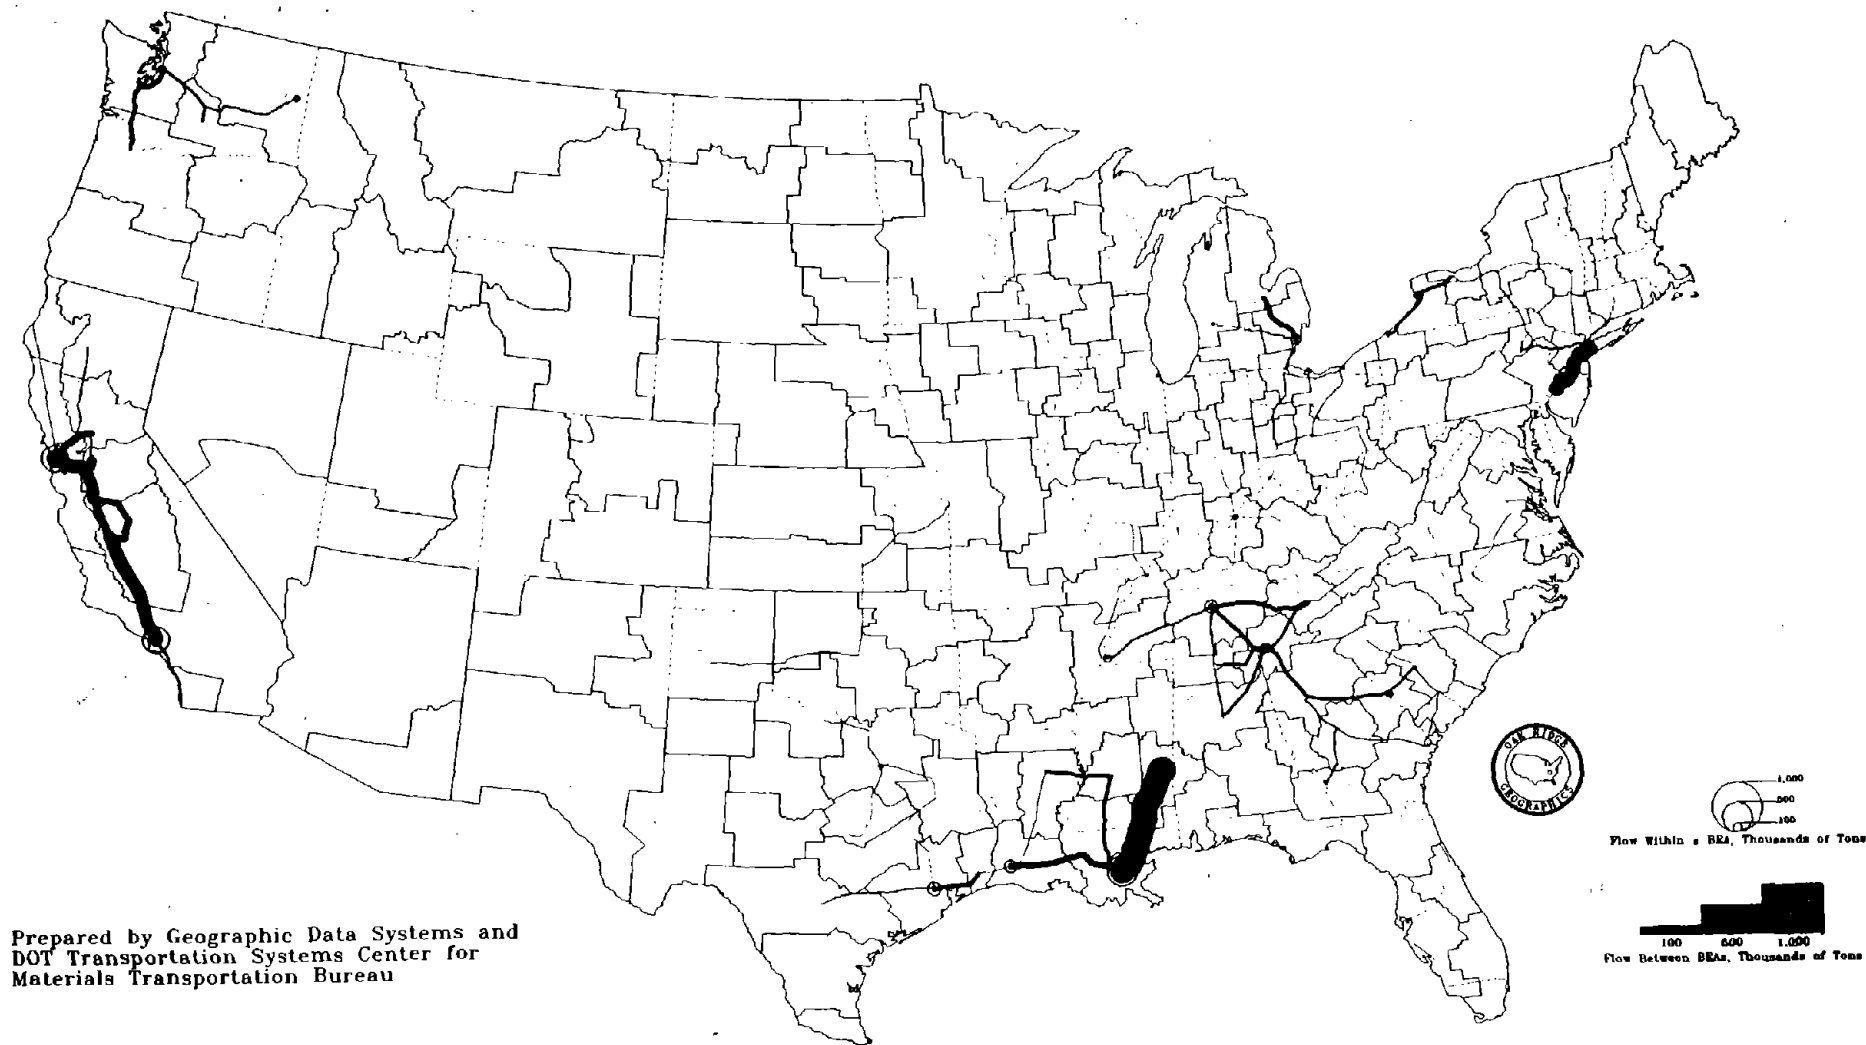 Prepared by Geographic Data Systems and
DOT Transportation Systems Center for
Materials Transportation Bureau
OAK RIDGE
GEOGRAPHICS
1,000
500
100
Flow Within a BEA, Thousands of Tons
100 500 1,000
Flow Between BEAs, Thousands of Tons